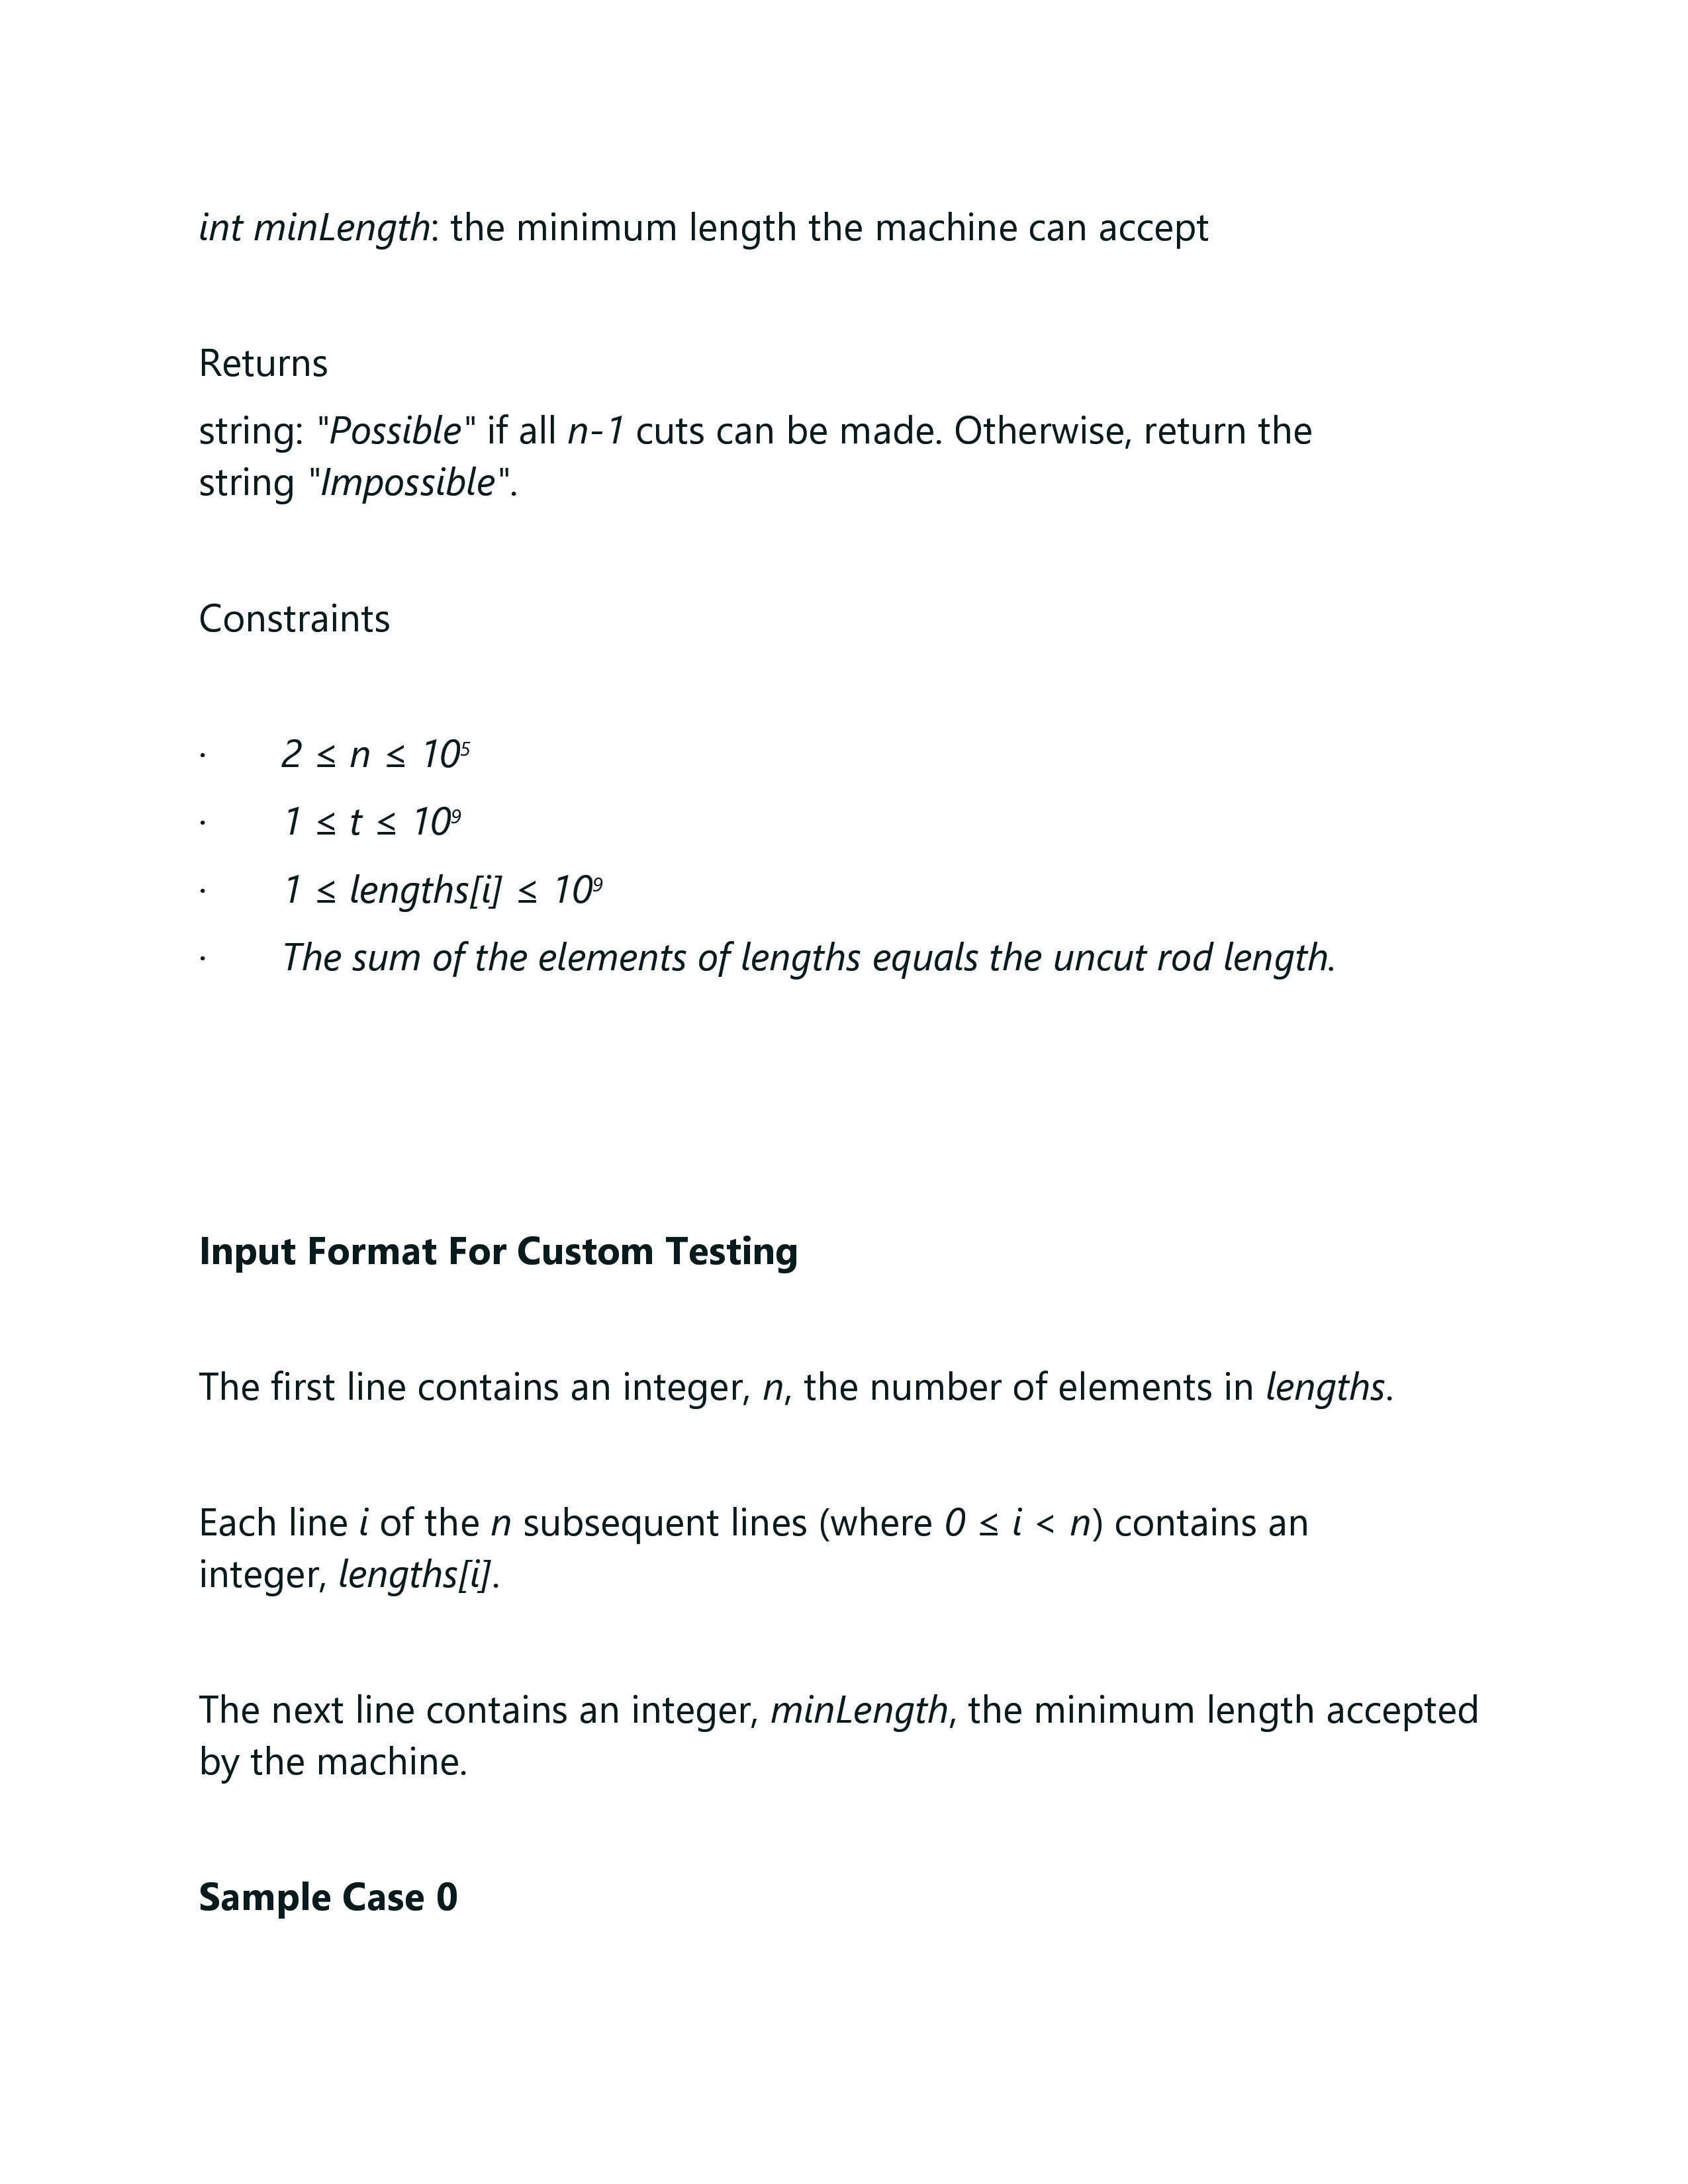 int minLength: the minimum length the machine can accept
Returns
string: "Possible" if all n-1 cuts can be made. Otherwise, return the
string "Impossible".
Constraints
· 2 ≤ n ≤ 10⁵
· 1 ≤ t ≤ 10⁹
· 1 ≤ lengths[i] ≤ 10⁹
· The sum of the elements of lengths equals the uncut rod length.
Input Format For Custom Testing
The first line contains an integer, n, the number of elements in lengths.
Each line i of the n subsequent lines (where 0 ≤ i < n) contains an
integer, lengths[i].
The next line contains an integer, minLength, the minimum length accepted
by the machine.
Sample Case 0